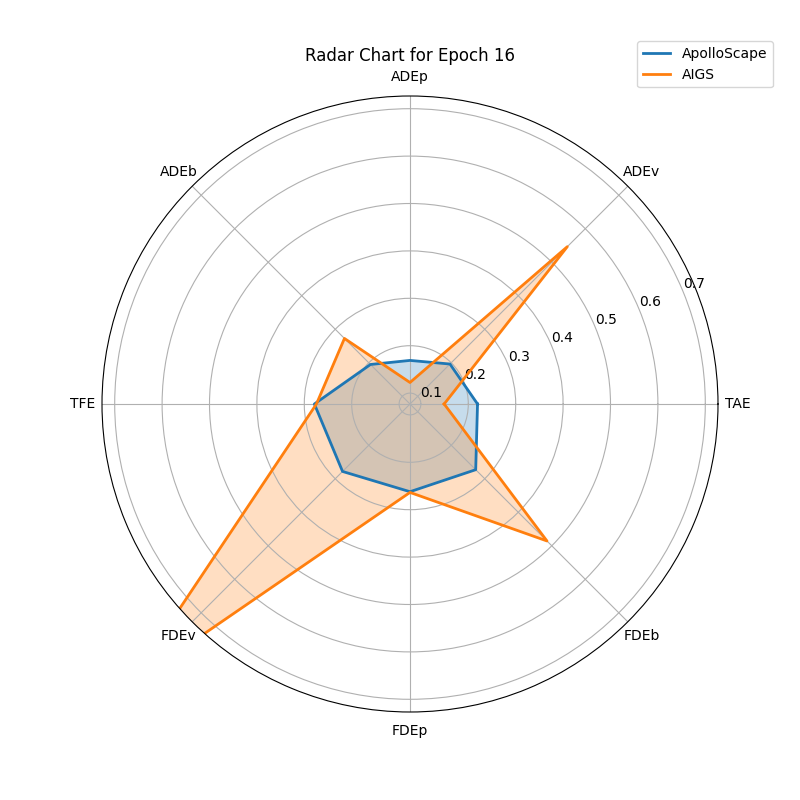 Radar Chart for Epoch 16
ApolloScape
AIGS
ADEp
ADEb
ADEv
0.7
0.6
0.5
0.4
0.3
0.2
0.1
TFE
TAE
FDEv
FDEb
FDEp